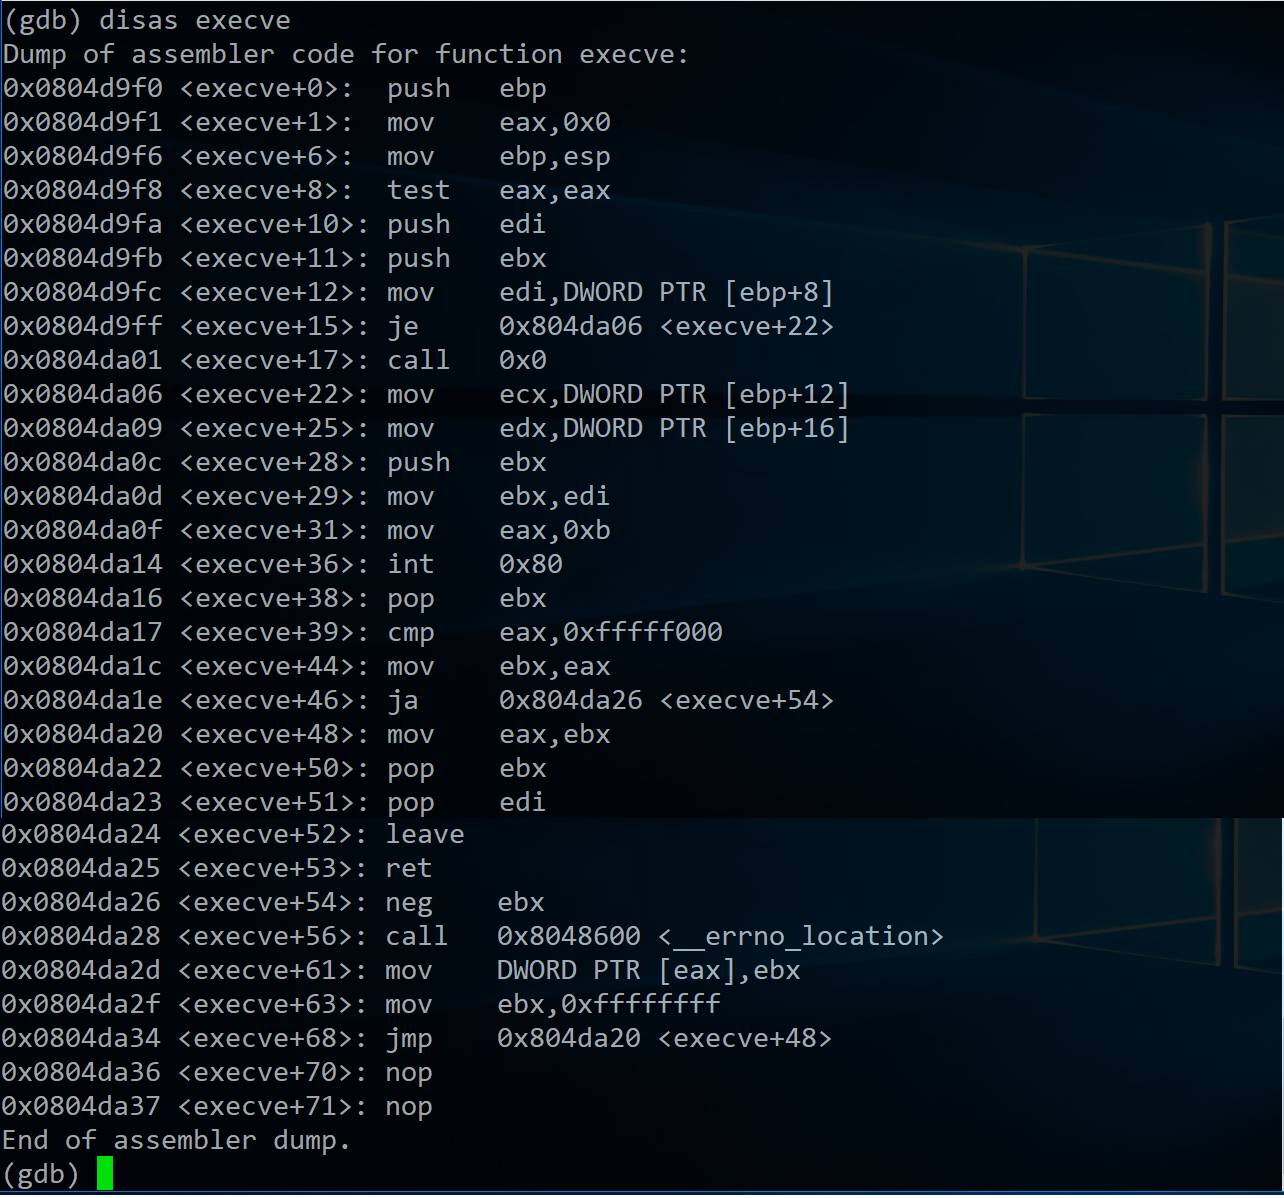 (gdb) disas execve
Dump of assembler code for function execve:
0x0804d9f0 <execve+0>:  push   ebp
0x0804d9f1 <execve+1>:  mov    eax,0x0
0x0804d9f6 <execve+6>:  mov    ebp,esp
0x0804d9f8 <execve+8>:  test   eax,eax
0x0804d9fa <execve+10>: push   edi
0x0804d9fb <execve+11>: push   ebx
0x0804d9fc <execve+12>: mov    edi,DWORD PTR [ebp+8]
0x0804d9ff <execve+15>: je     0x804da06 <execve+22>
0x0804da01 <execve+17>: call   0x0
0x0804da06 <execve+22>: mov    ecx,DWORD PTR [ebp+12]
0x0804da09 <execve+25>: mov    edx,DWORD PTR [ebp+16]
0x0804da0c <execve+28>: push   ebx
0x0804da0d <execve+29>: mov    ebx,edi
0x0804da0f <execve+31>: mov    eax,0xb
0x0804da14 <execve+36>: int    0x80
0x0804da16 <execve+38>: pop    ebx
0x0804da17 <execve+39>: cmp    eax,0xfffff000
0x0804da1c <execve+44>: mov    ebx,eax
0x0804da1e <execve+46>: ja     0x804da26 <execve+54>
0x0804da20 <execve+48>: mov    eax,ebx
0x0804da22 <execve+50>: pop    ebx
0x0804da23 <execve+51>: pop    edi
0x0804da24 <execve+52>: leave
0x0804da25 <execve+53>: ret
0x0804da26 <execve+54>: neg    ebx
0x0804da28 <execve+56>: call   0x8048600 <__errno_location>
0x0804da2d <execve+61>: mov    DWORD PTR [eax],ebx
0x0804da2f <execve+63>: mov    ebx,0xffffffff
0x0804da34 <execve+68>: jmp    0x804da20 <execve+48>
0x0804da36 <execve+70>: nop
0x0804da37 <execve+71>: nop
End of assembler dump.
(gdb)